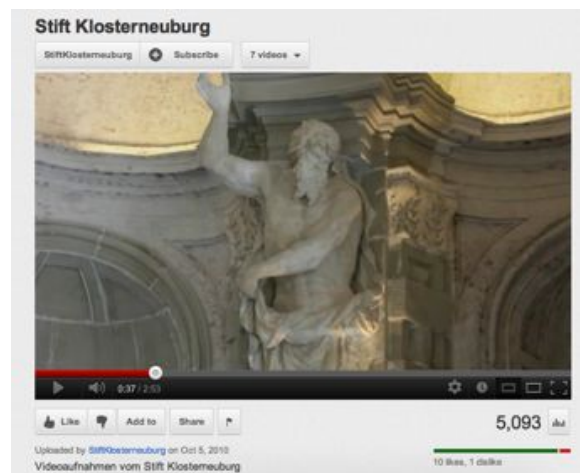 Stift Klosterneuburg
StiftKlosterneuburg Subscribe 7 videos
0:37 / 2:53
Like Add to Share
5,093
Uploaded by StiftKlosterneuburg on Oct 5, 2010
10 likes, 1 dislike
Videoaufnahmen vom Stift Klosterneuburg